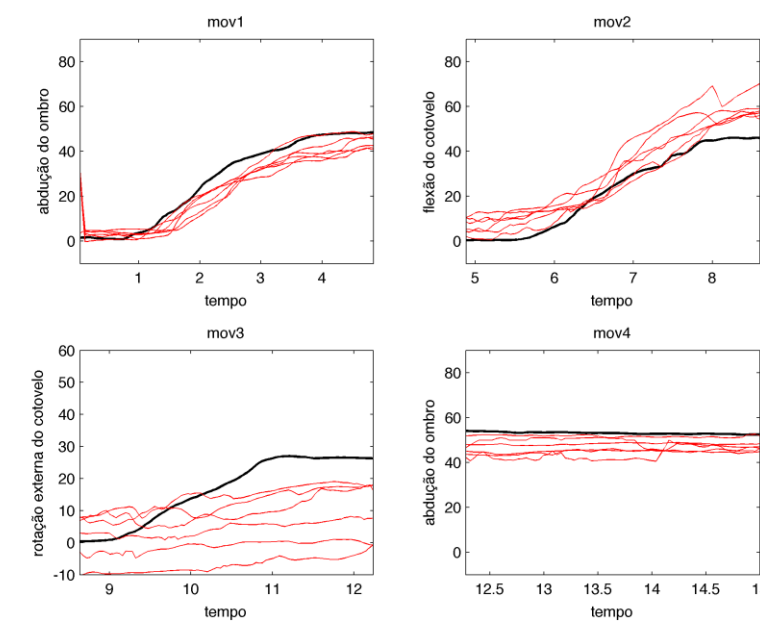 mov1
80
60
40
20
0
abdução do ombro
1 2 3 4
tempo
mov2
80
60
40
20
0
flexão do cotovelo
5 6 7 8
tempo
mov3
60
50
40
30
20
10
0
-10
rotação externa do cotovelo
9 10 11 12
tempo
mov4
80
60
40
20
0
abdução do ombro
12.5 13 13.5 14 14.5
tempo